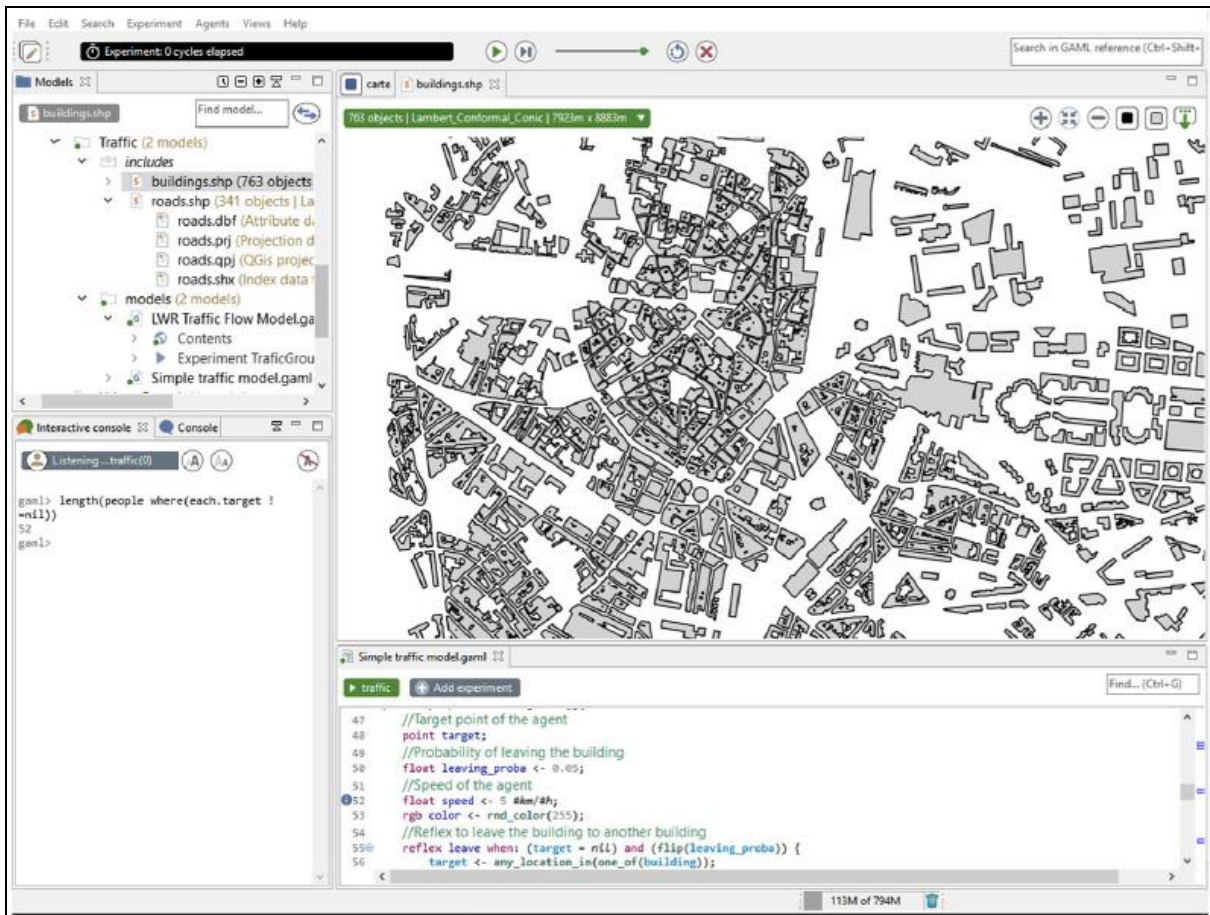 File Edit Search Experiment Agents Views Help
Experiment: 0 cycles elapsed
Search in GAML reference (Ctrl+Shift+
Models
carte buildings.shp
buildings.shp Find model...
763 objects | Lambert_Conformal_Conic | 7923m x 8883m
Traffic (2 models)
includes
buildings.shp (763 objects
roads.shp (341 objects | La
roads.dbf (Attribute da
roads.prj (Projection d
roads.qpj (QGis projec
roads.shx (Index data
models (2 models)
LWR Traffic Flow Model.ga
Contents
Experiment TraficGrou
Simple traffic model.gaml
Interactive console Console
Listening ...traffic(0) A AA
gaml> length(people where(each.target !
=nil))
52
gaml>
Simple traffic model.gaml
traffic Add experiment Find... (Ctrl+G)
47 //Target point of the agent
48 point target;
49 //Probability of leaving the building
50 float leaving_proba <- 0.05;
51 //Speed of the agent
52 float speed <- 5 #km/#h;
53 rgb color <- rnd_color(255);
54 //Reflex to leave the building to another building
55 reflex leave when: (target = nil) and (flip(leaving_proba)) {
56 target <- any_location_in(one_of(building));
113M of 794M